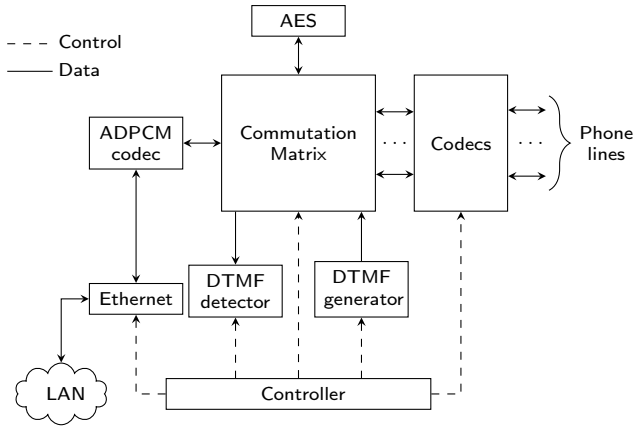 AES
Control
Data
ADPCM
codec
Commutation
Matrix
. . .
Codecs
. . .
Phone
lines
Ethernet
DTMF
detector
DTMF
generator
LAN
Controller